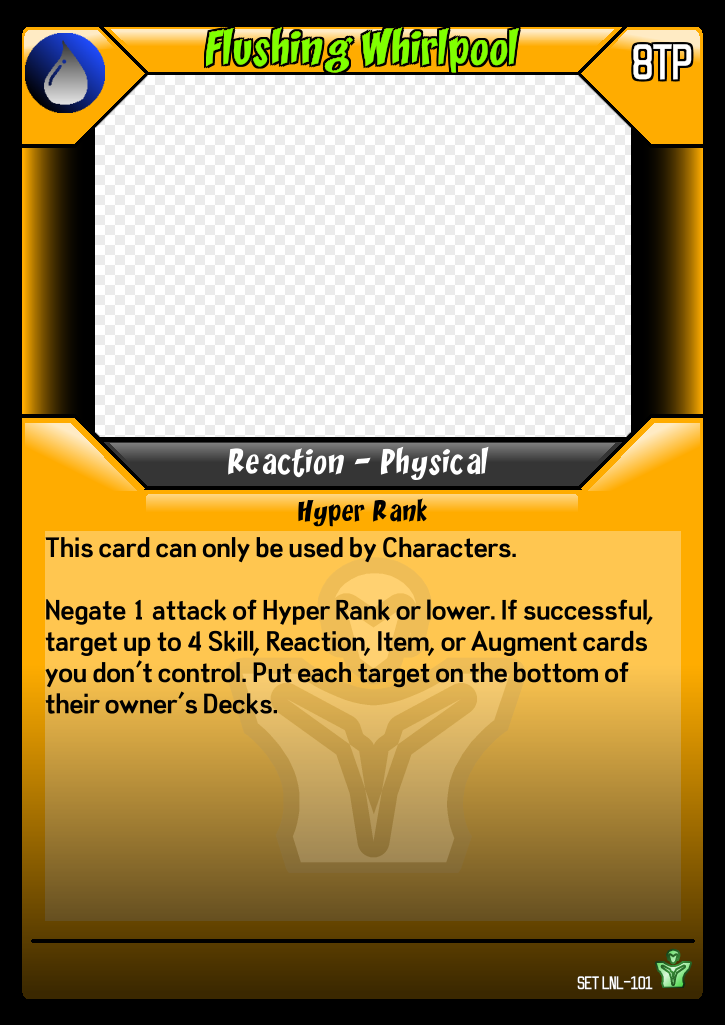 Flushing Whirlpool
8TP
Reaction - Physical
Hyper Rank
This card can only be used by Characters.
Negate 1 attack of Hyper Rank or lower. If successful,
target up to 4 Skill, Reaction, Item, or Augment cards
you don't control. Put each target on the bottom of
their owner's Decks.
SET LNL-101